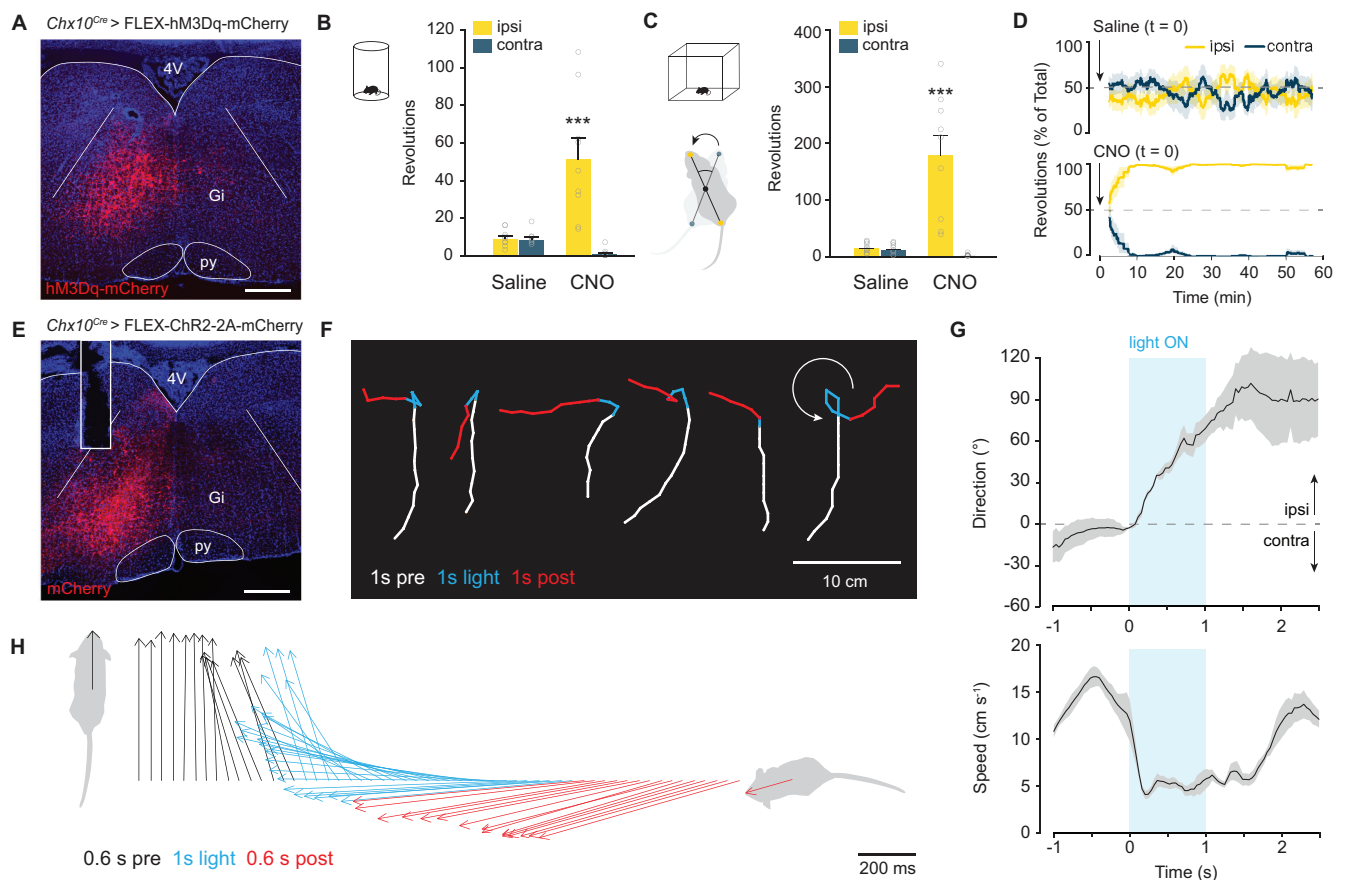 A
Chx10Cre > FLEX-hM3Dq-mCherry
4V
Gi
py
hM3Dq-mCherry
B
ipsi
contra
Revolutions
120
100
80
60
40
20
0
***
Saline
CNO
C
ipsi
contra
Revolutions
400
300
200
100
0
***
Saline
CNO
D
Saline (t = 0)
ipsi
contra
Revolutions (% of Total)
100
50
0
CNO (t = 0)
100
50
0
0 10 20 30 40 50 60
Time (min)
E
Chx10Cre > FLEX-ChR2-2A-mCherry
4V
Gi
py
mCherry
F
1s pre 1s light 1s post
10 cm
G
light ON
Direction (°)
120
90
60
30
0
-30
-60
ipsi
contra
-1 0 1 2
Speed (cm s-1)
20
15
10
5
0
-1 0 1 2
Time (s)
H
0.6 s pre 1s light 0.6 s post
200 ms